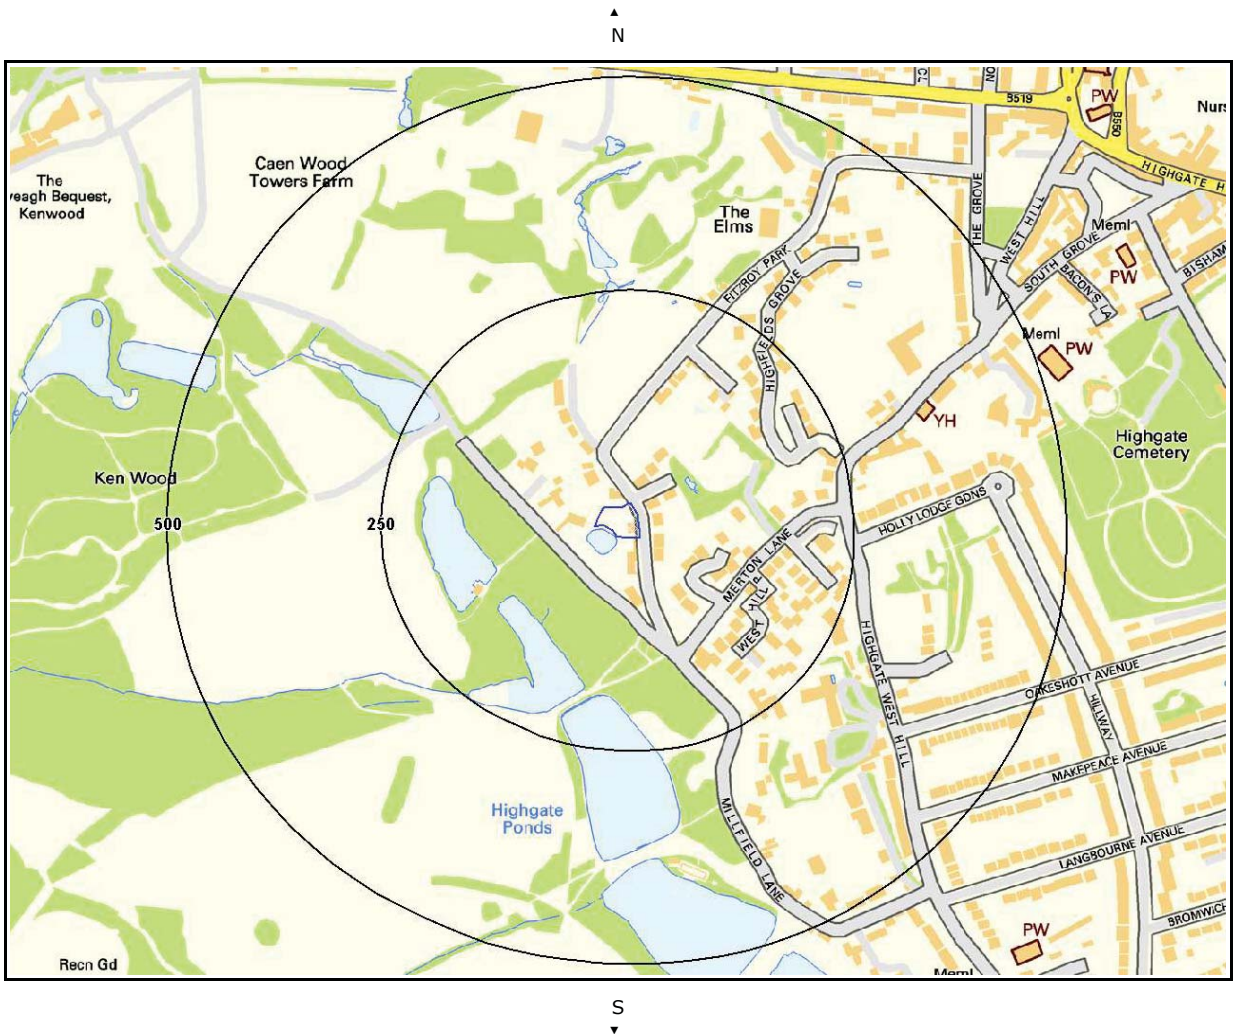 N
B519
PW
B550
Nurs
HIGHGATE H
Caen Wood
Towers Farm
The
veagh Bequest,
Kenwood
The
Elms
THE GROVE
WEST HILL
Meml
SOUTH GROVE
PW
BISHAM
BACON'S LA
FITZROY PARK
HIGHFIELDS GROVE
Meml
PW
YH
Highgate
Cemetery
Ken Wood
500
250
HOLLY LODGE GDNS
MERTON LANE
WEST HILL P
HIGHGATE WEST HILL
OAKESHOTT AVENUE
HILLWAY
MAKEPEACE AVENUE
Highgate
Ponds
MILLFIELD LANE
LANGBOURNE AVENUE
BROMWICH
PW
Recn Gd
Meml
S